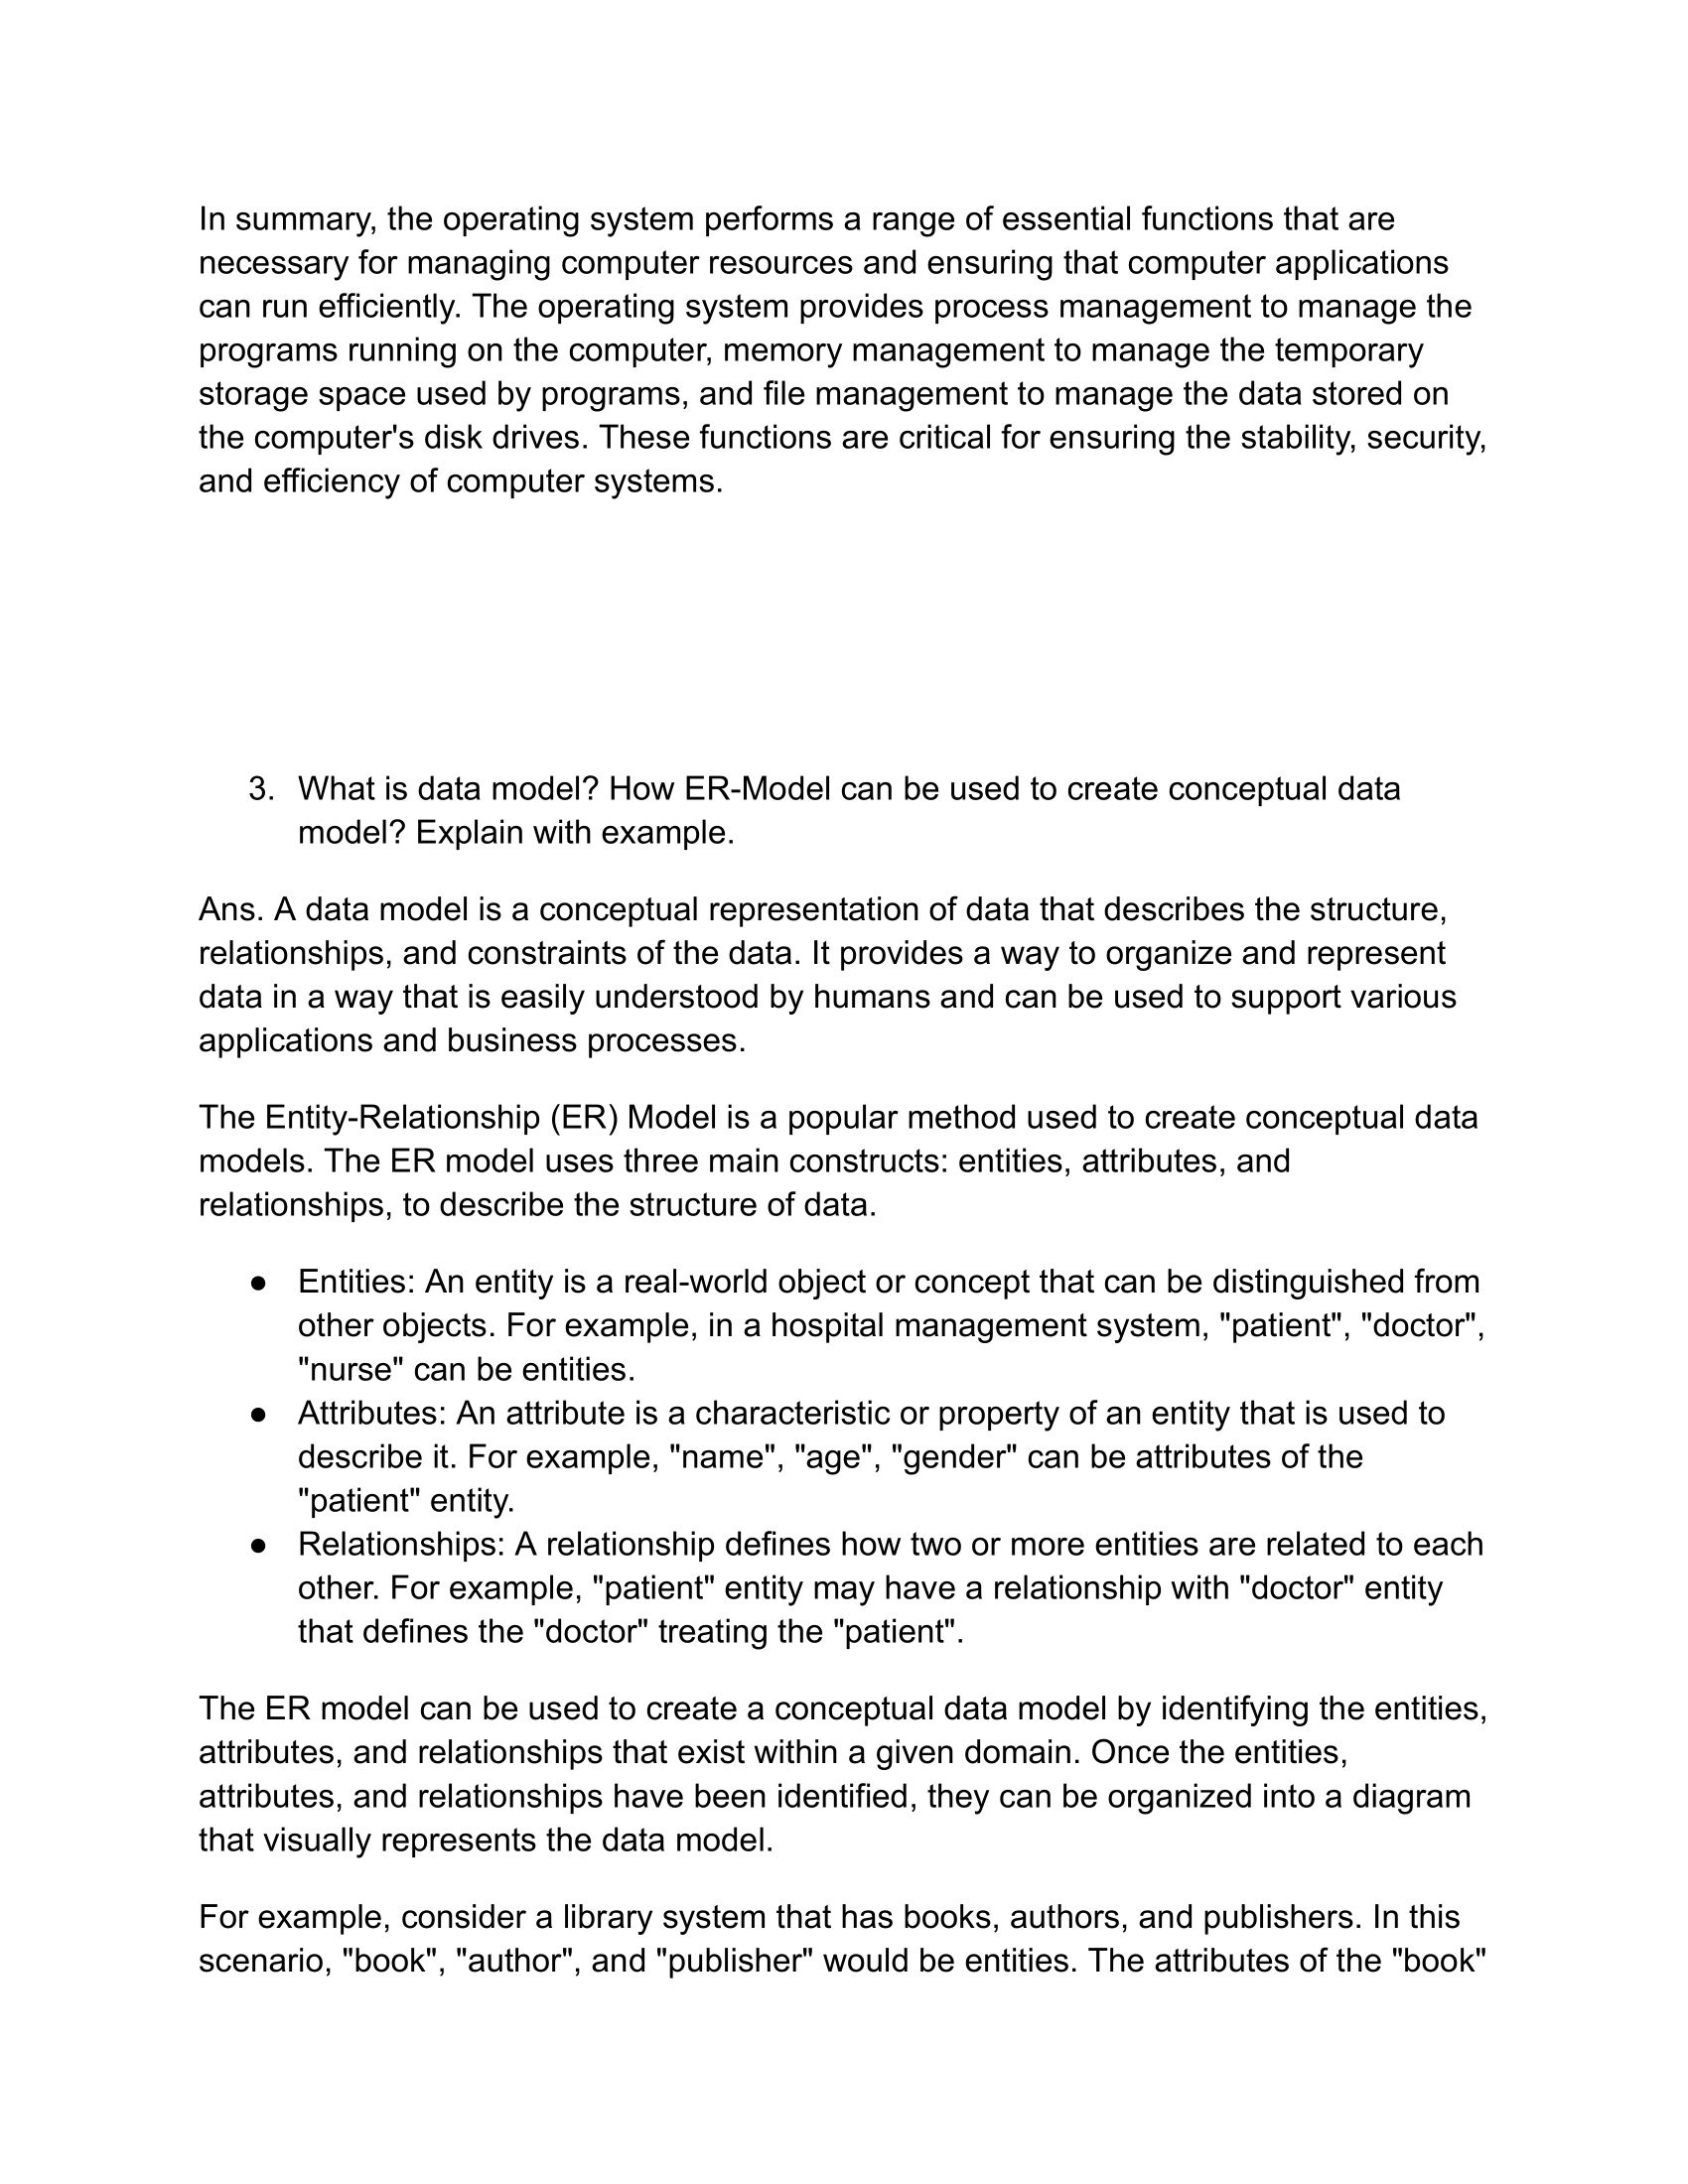 In summary, the operating system performs a range of essential functions that are
necessary for managing computer resources and ensuring that computer applications
can run efficiently. The operating system provides process management to manage the
programs running on the computer, memory management to manage the temporary
storage space used by programs, and file management to manage the data stored on
the computer's disk drives. These functions are critical for ensuring the stability, security,
and efficiency of computer systems.
3. What is data model? How ER-Model can be used to create conceptual data
model? Explain with example.
Ans. A data model is a conceptual representation of data that describes the structure,
relationships, and constraints of the data. It provides a way to organize and represent
data in a way that is easily understood by humans and can be used to support various
applications and business processes.
The Entity-Relationship (ER) Model is a popular method used to create conceptual data
models. The ER model uses three main constructs: entities, attributes, and
relationships, to describe the structure of data.
● Entities: An entity is a real-world object or concept that can be distinguished from
other objects. For example, in a hospital management system, "patient", "doctor",
"nurse" can be entities.
● Attributes: An attribute is a characteristic or property of an entity that is used to
describe it. For example, "name", "age", "gender" can be attributes of the
"patient" entity.
● Relationships: A relationship defines how two or more entities are related to each
other. For example, "patient" entity may have a relationship with "doctor" entity
that defines the "doctor" treating the "patient".
The ER model can be used to create a conceptual data model by identifying the entities,
attributes, and relationships that exist within a given domain. Once the entities,
attributes, and relationships have been identified, they can be organized into a diagram
that visually represents the data model.
For example, consider a library system that has books, authors, and publishers. In this
scenario, "book", "author", and "publisher" would be entities. The attributes of the "book"